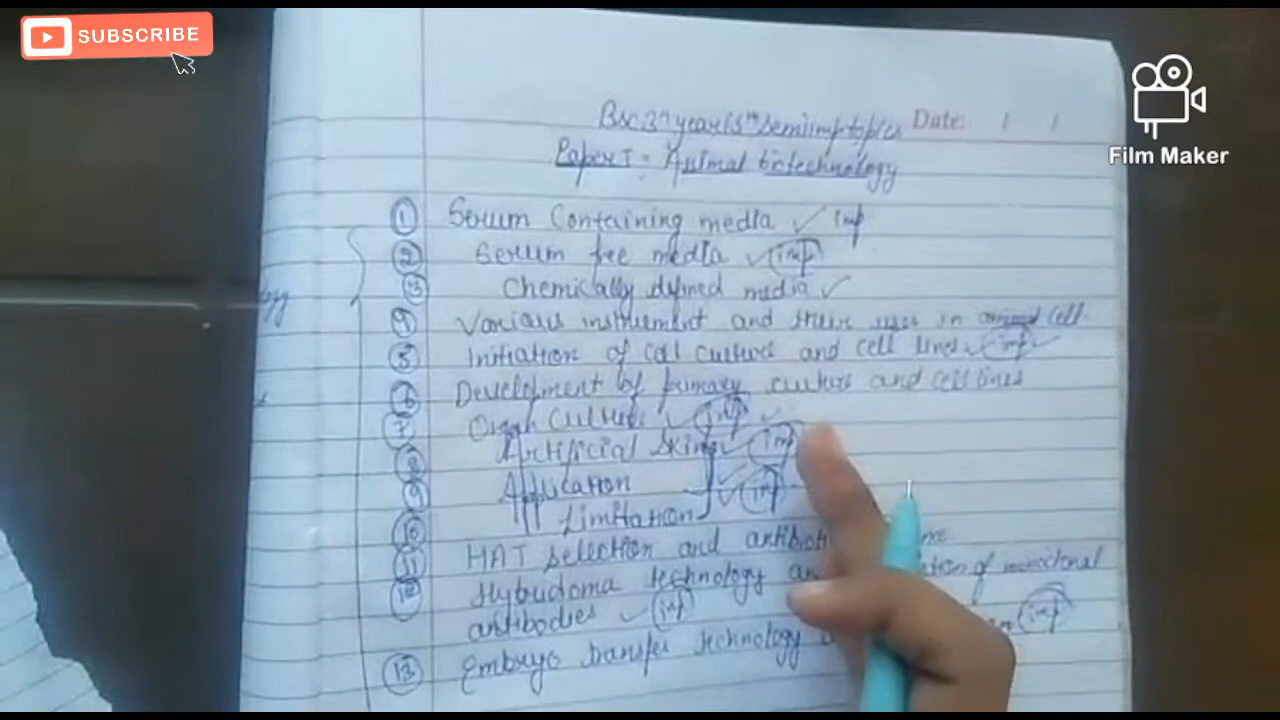 SUBSCRIBE
Film Maker
Date: / /
Bsc 3rd year/5th sem imp topics
Paper I : Animal biotechnology
1 Serum Containing media ✓ imp
2 Serum free media ✓ imp
3 Chemically defined media ✓
4 Various instrument and their uses in animal cell
5 Initiation of cell culture and cell lines ✓ imp ✓
6 Development of primary culture and cell lines
7 Organ Culture ✓ imp ✓
8 Artificial Skin ✓ imp
9 Application ✓ imp
10 Limitation
11 HAT selection and
12 Hybridoma technology of monoclonal
antibodies ✓ imp
13 Embryo transfer technology imp